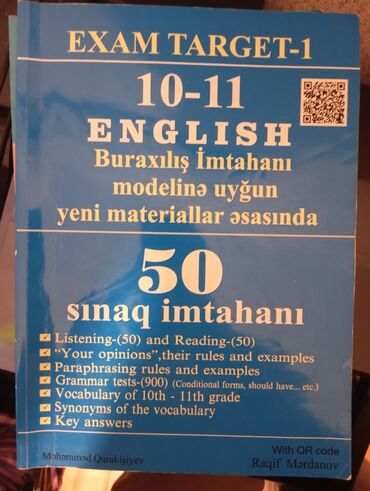 EXAM TARGET-1
10-11
ENGLISH
Buraxılış İmtahanı
modelinə uyğun
yeni materiallar əsasında
50
sınaq imtahanı
Listening-(50) and Reading-(50)
"Your opinions",their rules and examples
Paraphrasing rules and examples
Grammar tests-(900) (Conditional forms, should have... etc.)
Vocabulary of 10th - 11th grade
Synonyms of the vocabulary
Key answers
With QR code
Məhəmməd Qarakişiyev
Raqif Mərdanov